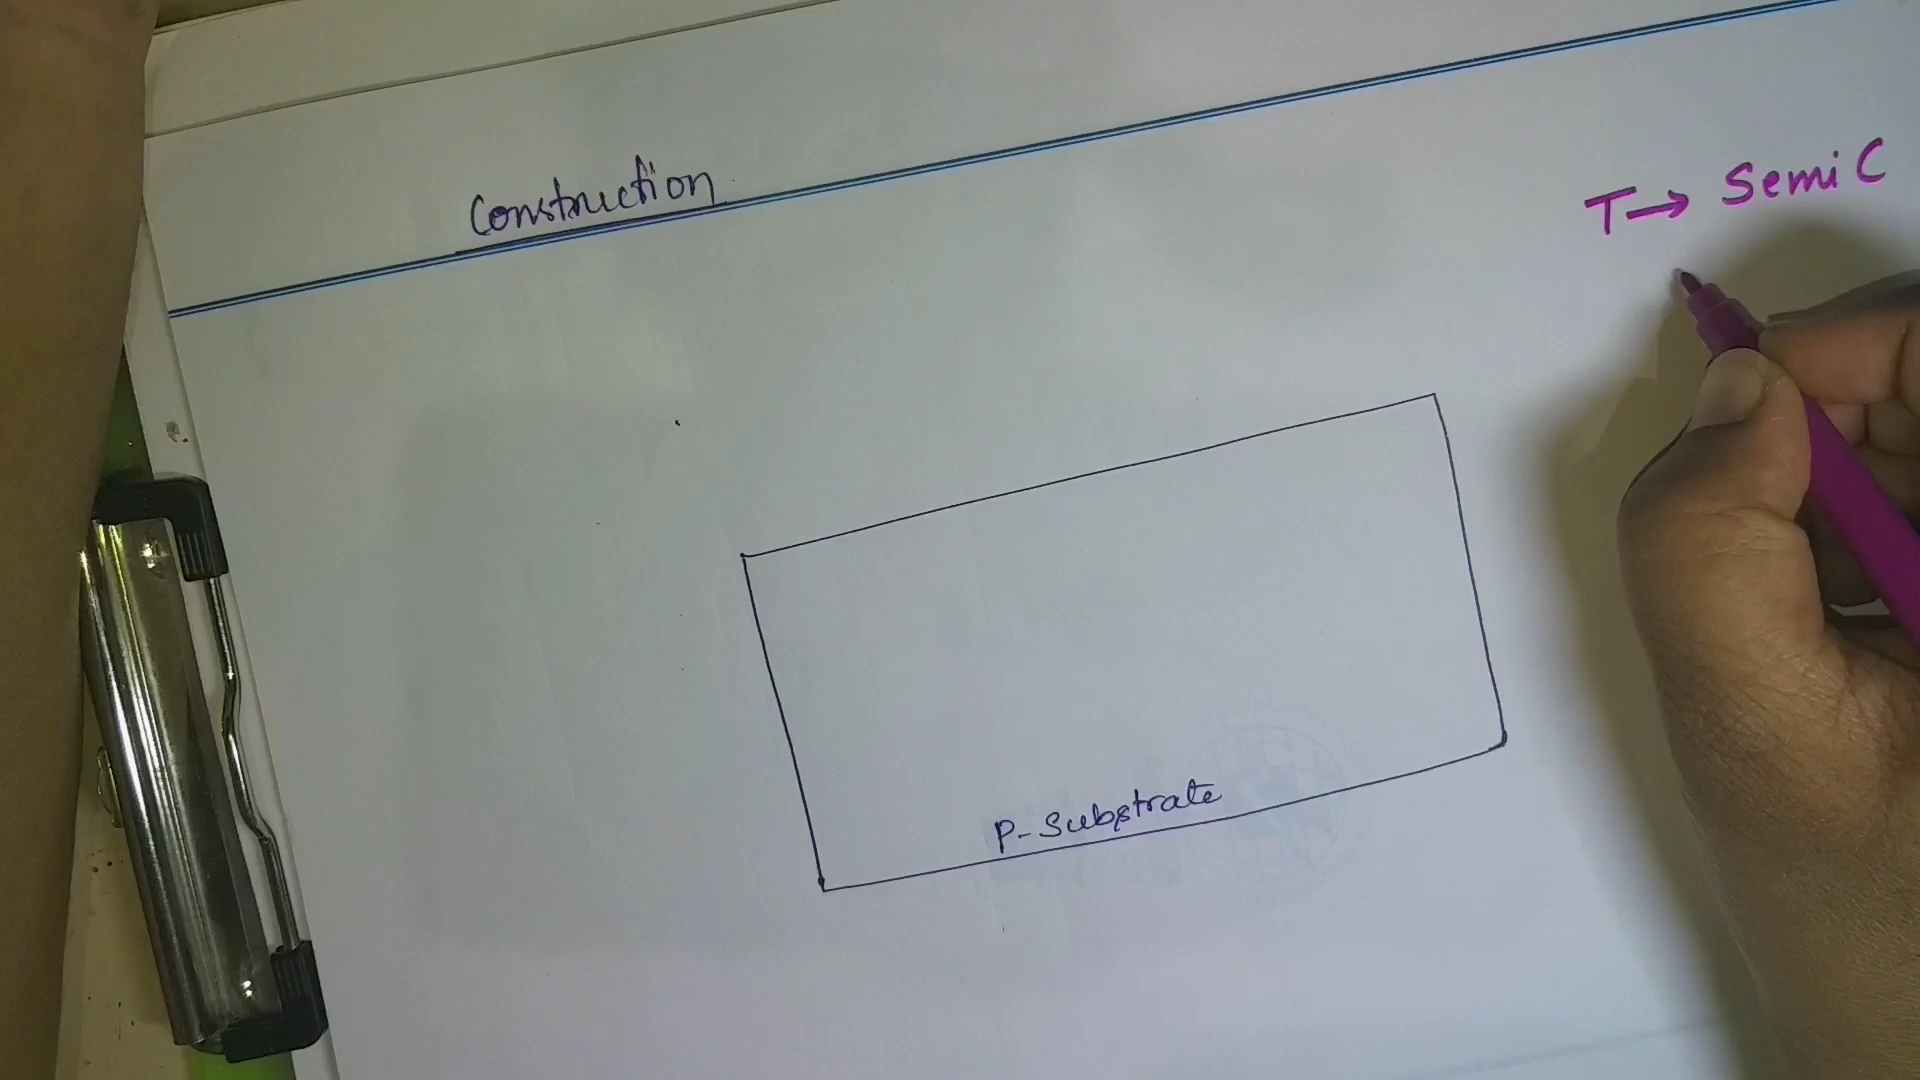 Construction
T→ Semi C
P-Substrate